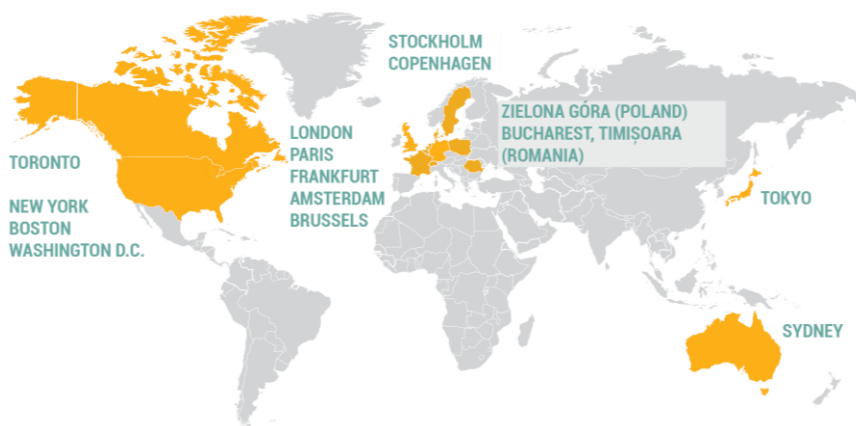 STOCKHOLM
COPENHAGEN
ZIELONA GÓRA (POLAND)
BUCHAREST, TIMIȘOARA
(ROMANIA)
LONDON
PARIS
FRANKFURT
AMSTERDAM
BRUSSELS
TORONTO
NEW YORK
BOSTON
WASHINGTON D.C.
TOKYO
SYDNEY